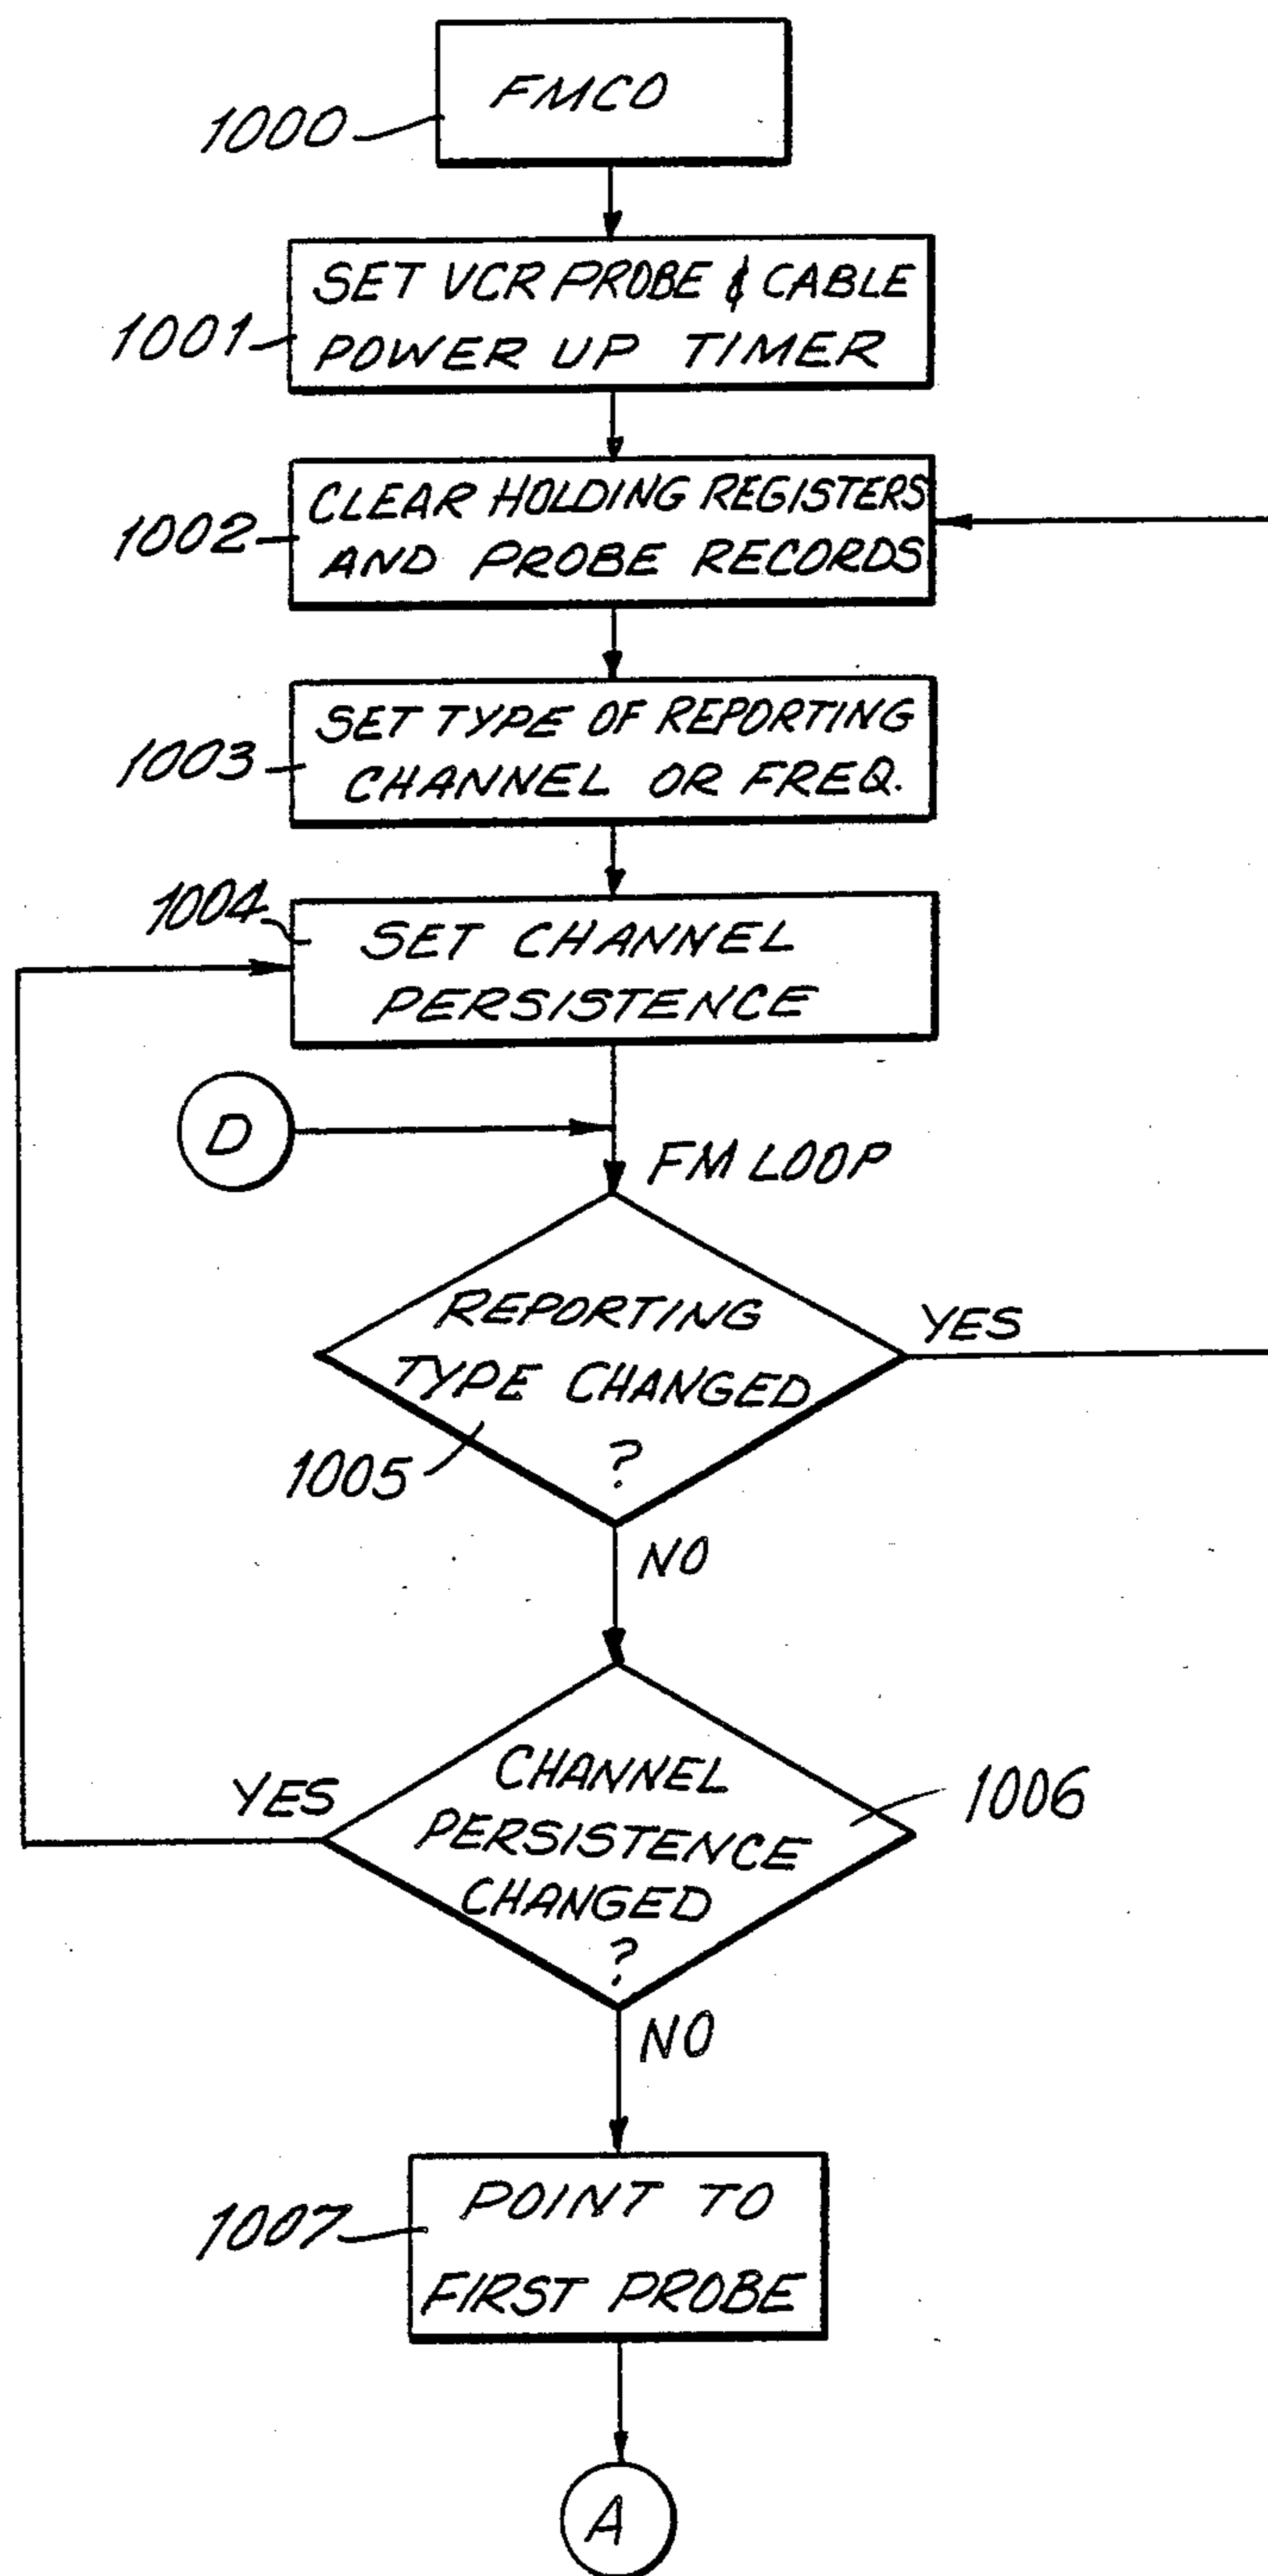 FMCO
1000
SET VCR PROBE & CABLE
POWER UP TIMER
1001
CLEAR HOLDING REGISTERS
AND PROBE RECORDS
1002
SET TYPE OF REPORTING
CHANNEL OR FREQ.
1003
1004
SET CHANNEL
PERSISTENCE
D
FM LOOP
REPORTING
TYPE CHANGED
?
YES
1005
NO
CHANNEL
PERSISTENCE
CHANGED
?
YES
1006
NO
POINT TO
FIRST PROBE
1007
A